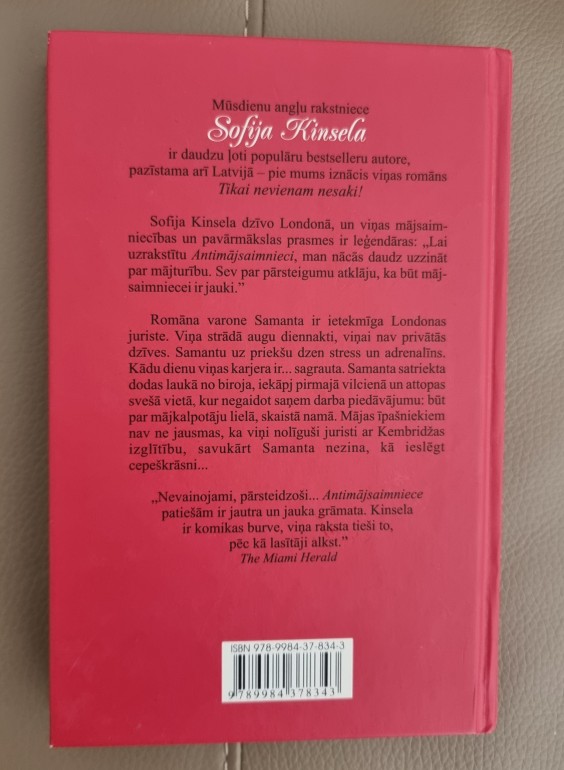 Mūsdienu angļu rakstniece
Sofija Kinsela
ir daudzu ļoti populāru bestselleru autore,
pazīstama arī Latvijā – pie mums iznācis viņas romāns
Tikai nevienam nesaki!
Sofija Kinsela dzīvo Londonā, un viņas mājsaim-
niecības un pavārmākslas prasmes ir leģendāras: „Lai
uzrakstītu Antimājsaimnieci, man nācās daudz uzzināt
par mājturību. Sev par pārsteigumu atklāju, ka būt māj-
saimniecei ir jauki.”
Romāna varone Samanta ir ietekmīga Londonas
juriste. Viņa strādā augu diennakti, viņai nav privātās
dzīves. Samantu uz priekšu dzen stress un adrenalīns.
Kādu dienu viņas karjera ir... sagrauta. Samanta satriekta
dodas laukā no biroja, iekāpj pirmajā vilcienā un attopas
svešā vietā, kur negaidot saņem darba piedāvājumu: būt
par mājkalpotāju lielā, skaistā namā. Mājas īpašniekiem
nav ne jausmas, ka viņi nolīguši juristi ar Kembridžas
izglītību, savukārt Samanta nezina, kā ieslēgt
cepeškrāsni...
„Nevainojami, pārsteidzoši... Antimājsaimniece
patiešām ir jautra un jauka grāmata. Kinsela
ir komikas burve, viņa raksta tieši to,
pēc kā lasītāji alkst.”
The Miami Herald
ISBN 978-9984-37-834-3
9 789984 378343